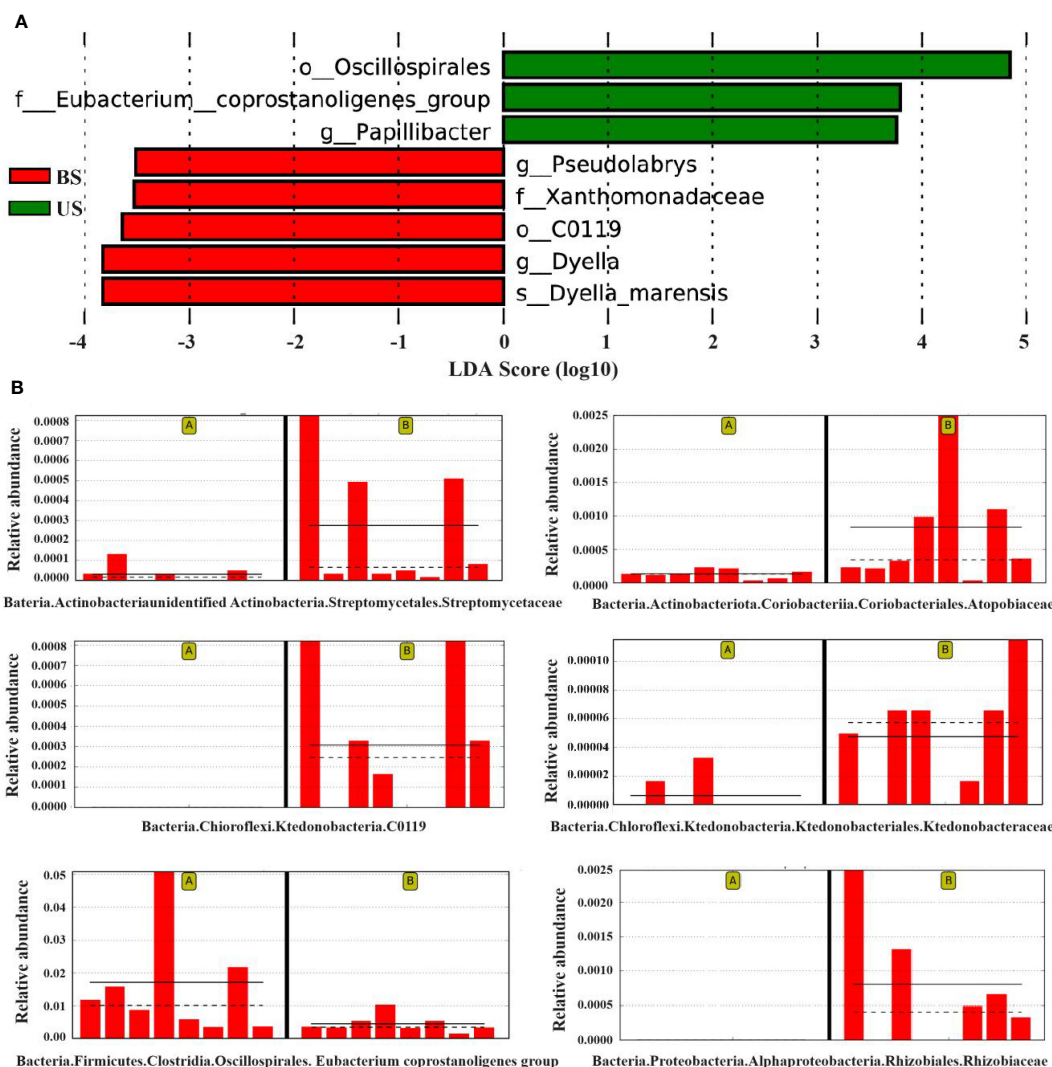 A
o__Oscillospirales
f___Eubacterium__coprostanoligenes_group
g__Papillibacter
g__Pseudolabrys
f__Xanthomonadaceae
o__C0119
g__Dyella
s__Dyella_marensis
BS
US
-4 -3 -2 -1 0 1 2 3 4 5
LDA Score (log10)
B
Relative abundance
0.0008
0.0007
0.0006
0.0005
0.0003
0.0002
0.0001
0.0000
A
B
Bateria.Actinobacteriaunidentified Actinobacteria.Streptomycetales.Streptomycetaceae
Relative abundance
0.0025
0.0020
0.0015
0.0010
0.0005
0.0000
A
B
Bacteria.Actinobacteriota.Coriobacteriia.Coriobacteriales.Atopobiaceae
Relative abundance
0.0008
0.0007
0.0006
0.0005
0.0003
0.0002
0.0001
0.0000
A
B
Bacteria.Chioroflexi.Ktedonobacteria.C0119
Relative abundance
0.00010
0.00008
0.00006
0.00004
0.00002
0.00000
A
B
Bacteria.Chloroflexi.Ktedonobacteria.Ktedonobacteriales.Ktedonobacteraceae
Relative abundance
0.05
0.04
0.03
0.02
0.01
0.00
A
B
Bacteria.Firmicutes.Clostridia.Oscillospirales. Eubacterium coprostanoligenes group
Relative abundance
0.0025
0.0020
0.0015
0.0010
0.0005
0.0000
A
B
Bacteria.Proteobacteria.Alphaproteobacteria.Rhizobiales.Rhizobiaceae